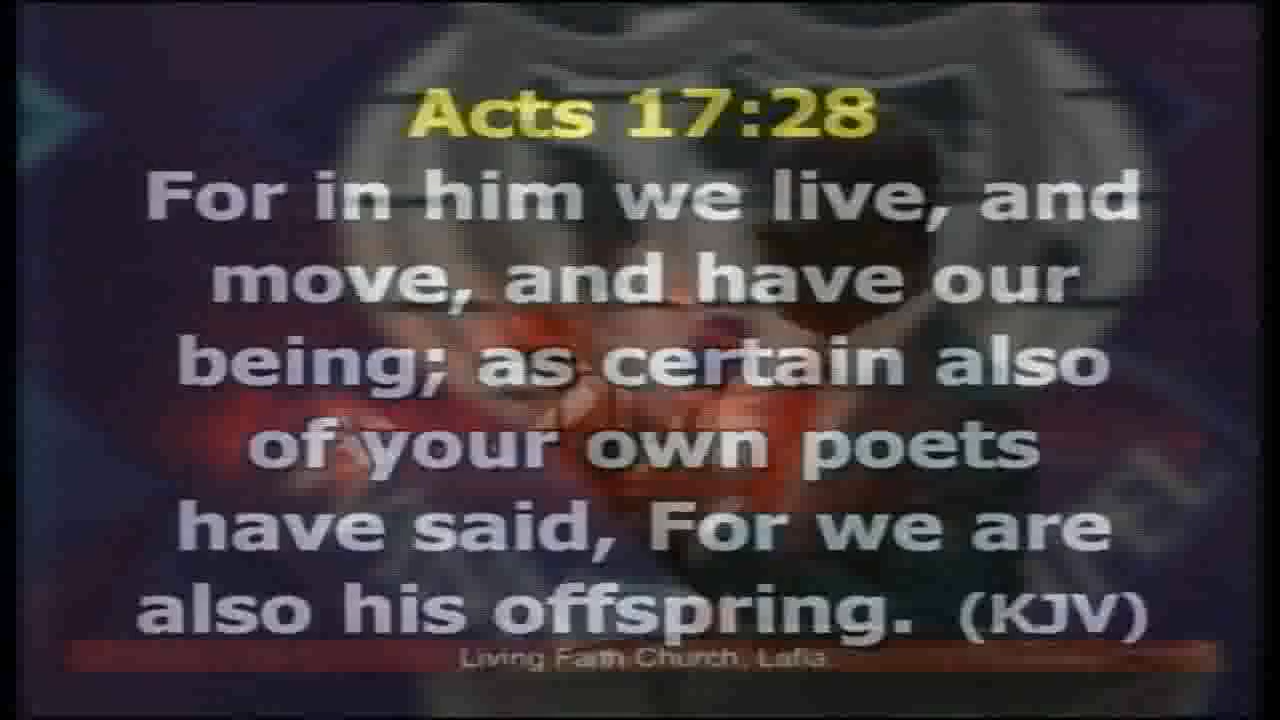 Acts 17:28
For in him we live, and
move, and have our
being; as certain also
of your own poets
have said, For we are
also his offspring. (KJV)
Living Faith Church, Lafia